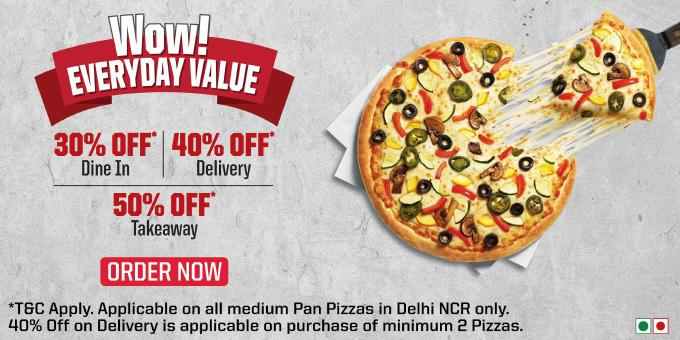 Wow!
EVERYDAY VALUE
30% OFF* 40% OFF*
Dine In Delivery
50% OFF*
Takeaway
ORDER NOW
*T&C Apply. Applicable on all medium Pan Pizzas in Delhi NCR only.
40% Off on Delivery is applicable on purchase of minimum 2 Pizzas.